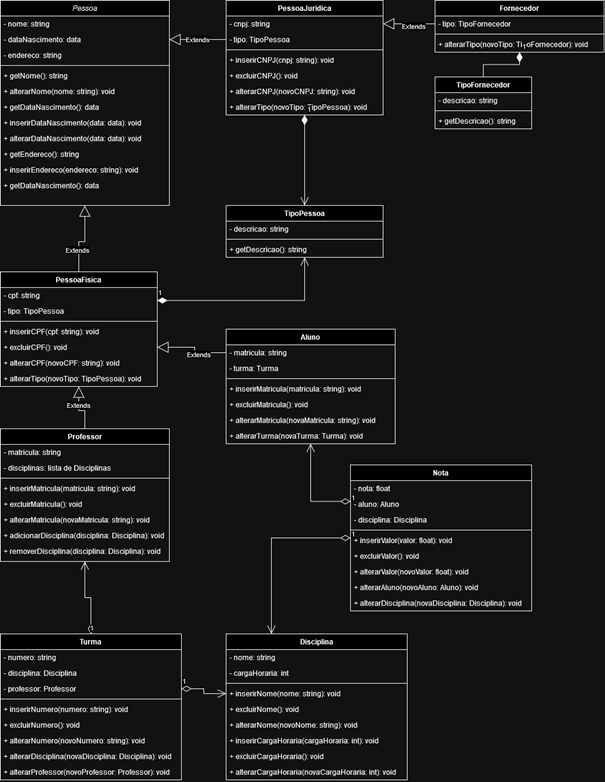 Pessoa
- nome: string
- dataNascimento: data
- endereco: string
+ getNome(): string
+ alterarNome(nome: string): void
+ getDataNascimento(): data
+ inserirDataNascimento(data: data): void
+ alterarDataNascimento(data: data): void
+ getEndereco(): string
+ inserirEndereco(endereco: string): void
+ getDataNascimento(): data
Extends
PessoaJuridica
- cnpj: string
- tipo: TipoPessoa
+ inserirCNPJ(cnpj: string): void
+ excluirCNPJ(): void
+ alterarCNPJ(novoCNPJ: string): void
+ alterarTipo(novoTipo: TipoPessoa): void
1
Extends
Fornecedor
- tipo: TipoFornecedor
+ alterarTipo(novoTipo: TipoFornecedor): void
1
TipoFornecedor
- descricao: string
+ getDescricao(): string
TipoPessoa
- descricao: string
+ getDescricao(): string
Extends
PessoaFisica
- cpf: string
- tipo: TipoPessoa
+ inserirCPF(cpf: string): void
+ excluirCPF(): void
+ alterarCPF(novoCPF: string): void
+ alterarTipo(novoTipo: TipoPessoa): void
1
Extends
Aluno
- matricula: string
- turma: Turma
+ inserirMatricula(matricula: string): void
+ excluirMatricula(): void
+ alterarMatricula(novaMatricula: string): void
+ alterarTurma(novaTurma: Turma): void
Extends
Professor
- matricula: string
- disciplinas: lista de Disciplinas
+ inserirMatricula(matricula: string): void
+ excluirMatricula(): void
+ alterarMatricula(novaMatricula: string): void
+ adicionarDisciplina(disciplina: Disciplina): void
+ removerDisciplina(disciplina: Disciplina): void
Nota
- nota: float
- aluno: Aluno
- disciplina: Disciplina
+ inserirValor(valor: float): void
+ excluirValor(): void
+ alterarValor(novoValor: float): void
+ alterarAluno(novoAluno: Aluno): void
+ alterarDisciplina(novaDisciplina: Disciplina): void
1
1
1
Turma
- numero: string
- disciplina: Disciplina
- professor: Professor
+ inserirNumero(numero: string): void
+ excluirNumero(): void
+ alterarNumero(novoNumero: string): void
+ alterarDisciplina(novaDisciplina: Disciplina): void
+ alterarProfessor(novoProfessor: Professor): void
1
Disciplina
- nome: string
- cargaHoraria: int
+ inserirNome(nome: string): void
+ excluirNome(): void
+ alterarNome(novoNome: string): void
+ inserirCargaHoraria(cargaHoraria: int): void
+ excluirCargaHoraria(): void
+ alterarCargaHoraria(novaCargaHoraria: int): void